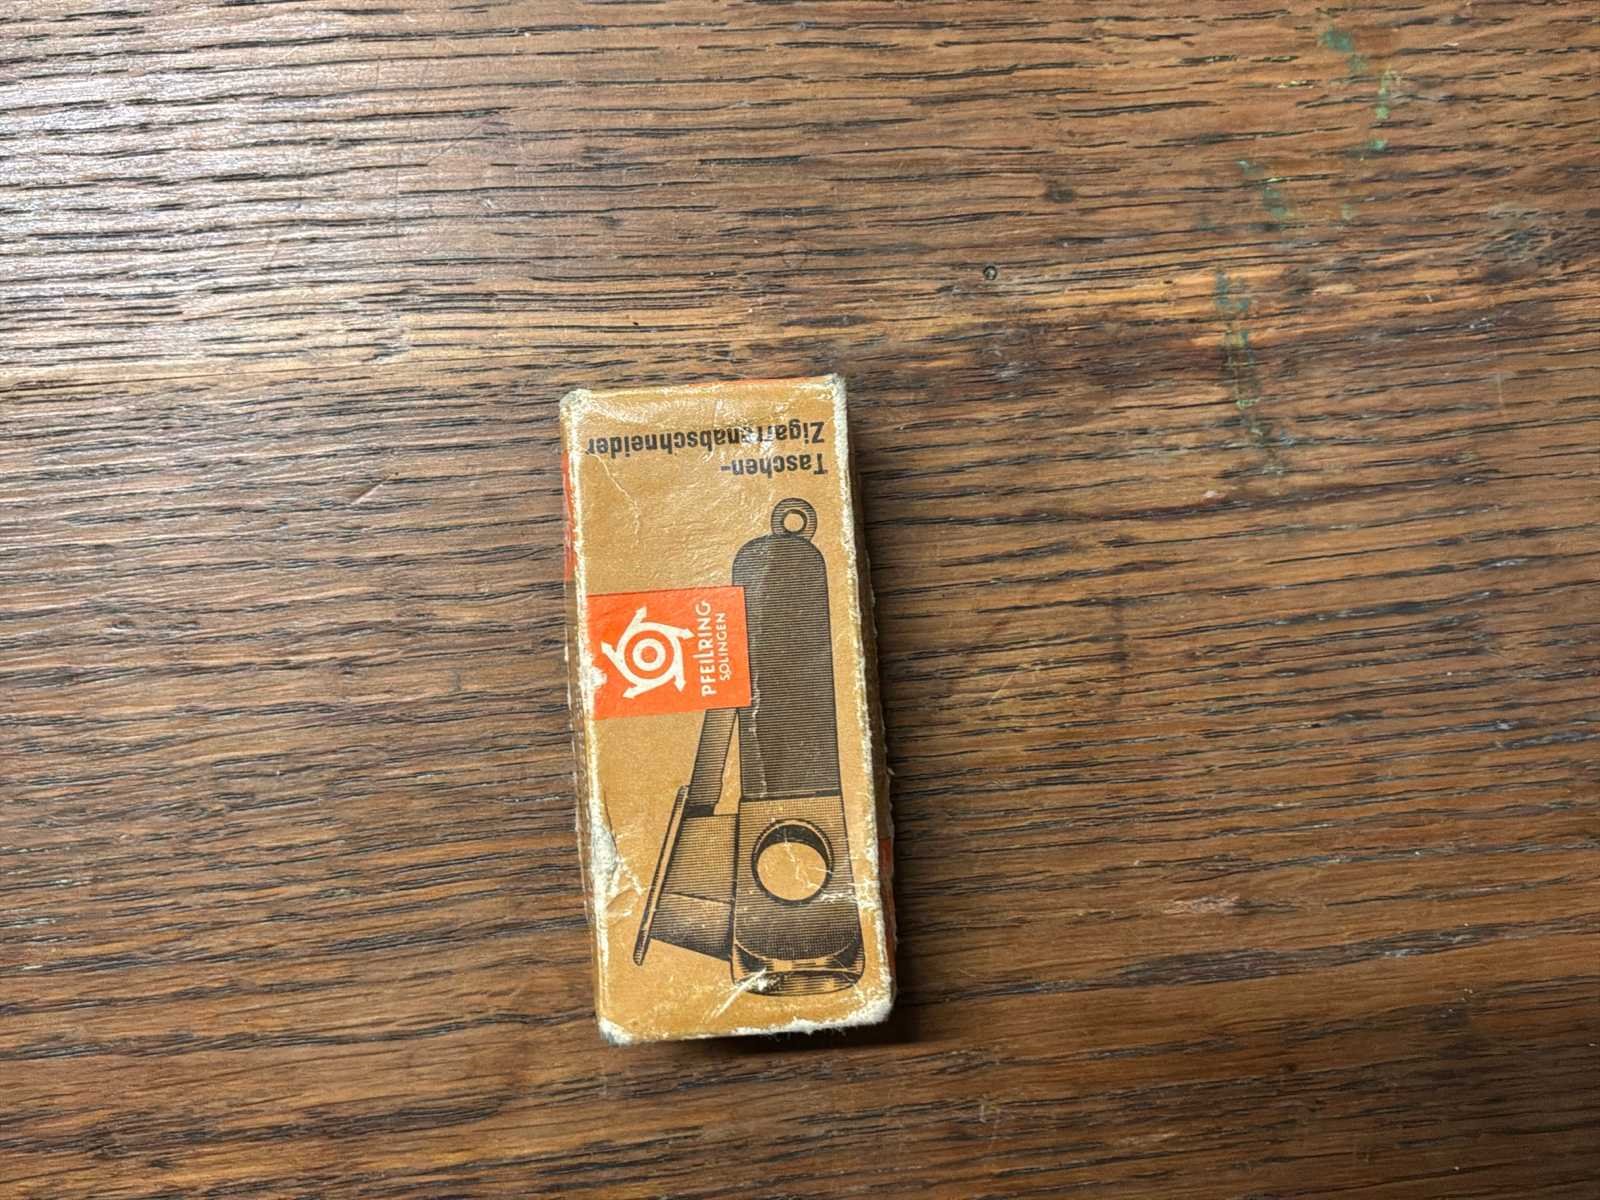 Taschen-
Zigarrenabschneider
PFEILRING
SOLINGEN